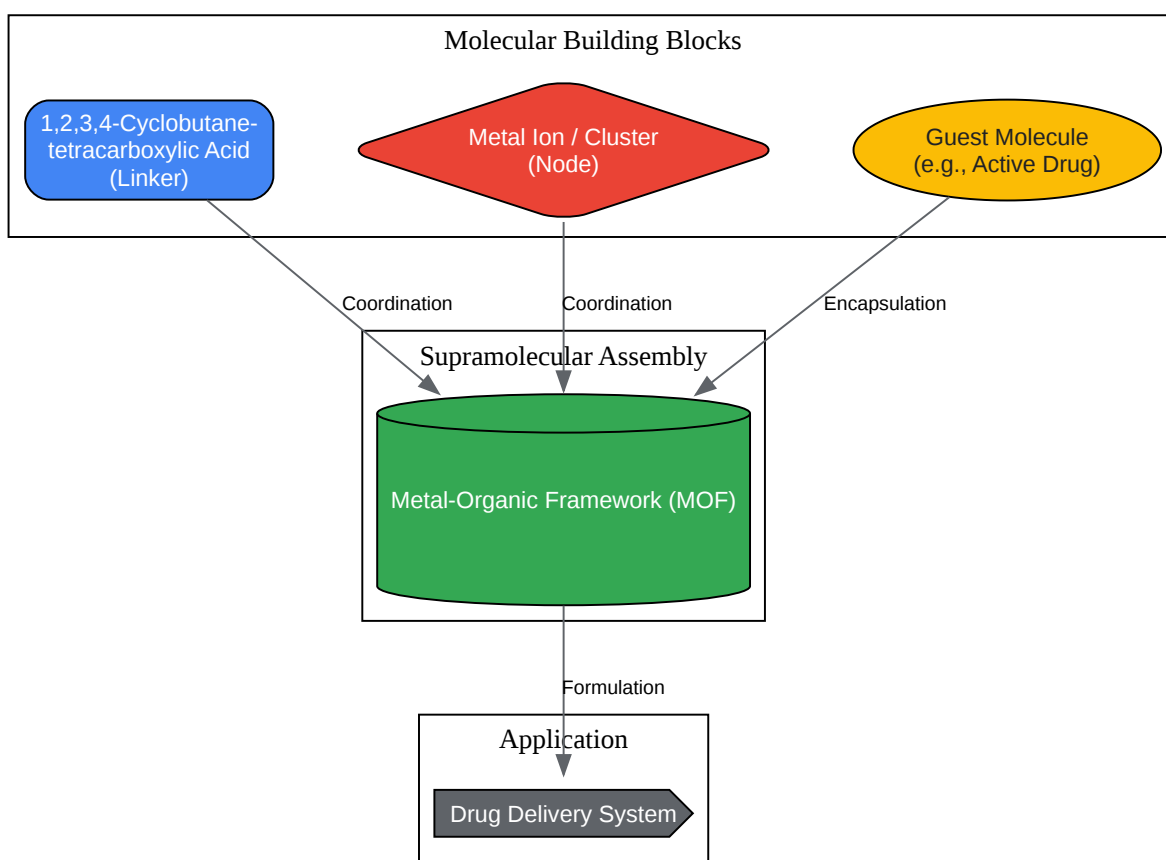 Molecular Building Blocks
1,2,3,4-Cyclobutane-
tetracarboxylic Acid
(Linker)
Metal Ion / Cluster
(Node)
Guest Molecule
(e.g., Active Drug)
Coordination
Coordination
Encapsulation
Supramolecular Assembly
Metal-Organic Framework (MOF)
Formulation
Application
Drug Delivery System